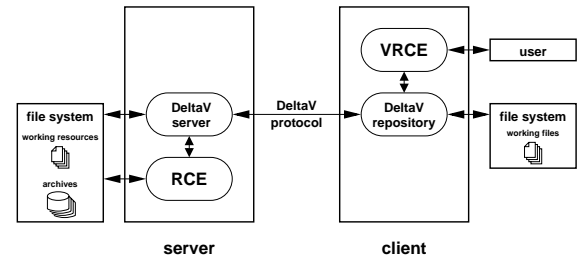 VRCE
user
DeltaV
server
DeltaV
protocol
DeltaV
repository
file system
working resources
archives
RCE
file system
working files
server
client